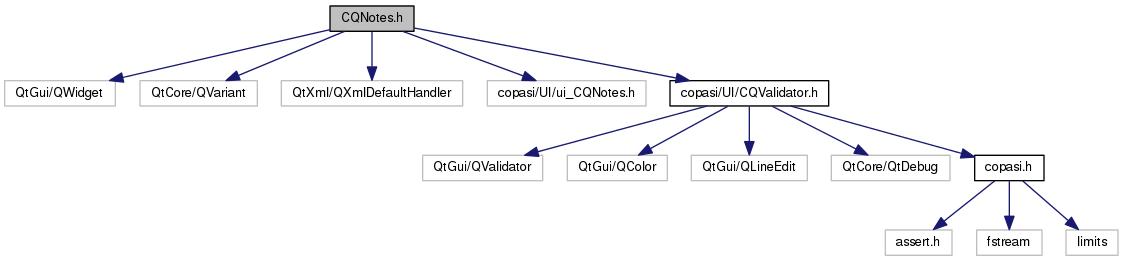 CQNotes.h
QtGui/QWidget
QtCore/QVariant
QtXml/QXmlDefaultHandler
copasi/UI/ui_CQNotes.h
copasi/UI/CQValidator.h
QtGui/QValidator
QtGui/QColor
QtGui/QLineEdit
QtCore/QtDebug
copasi.h
assert.h
fstream
limits